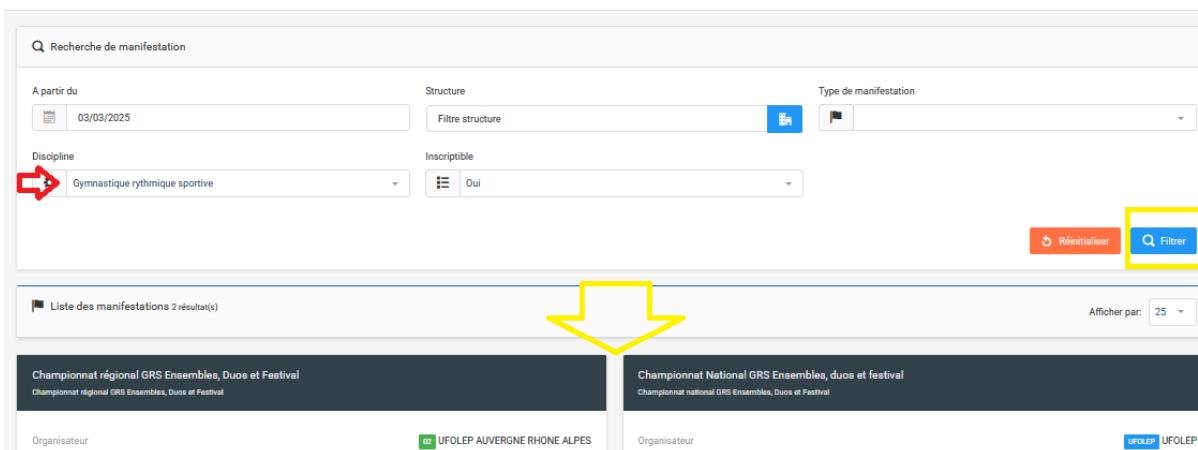 Recherche de manifestation
A partir du
Structure
Type de manifestation
03/03/2025
Filtre structure
Discipline
Inscriptible
Gymnastique rythmique sportive
Oui
Réinitialiser
Filtrer
Liste des manifestations 2 résultat(s)
Afficher par: 25
Championnat régional GRS Ensembles, Duos et Festival
Championnat régional GRS Ensembles, Duos et Festival
Organisateur
02 UFOLEP AUVERGNE RHONE ALPES
Championnat National GRS Ensembles, duos et festival
Championnat national GRS Ensembles, Duos et Festival
Organisateur
UFOLEP UFOLEP